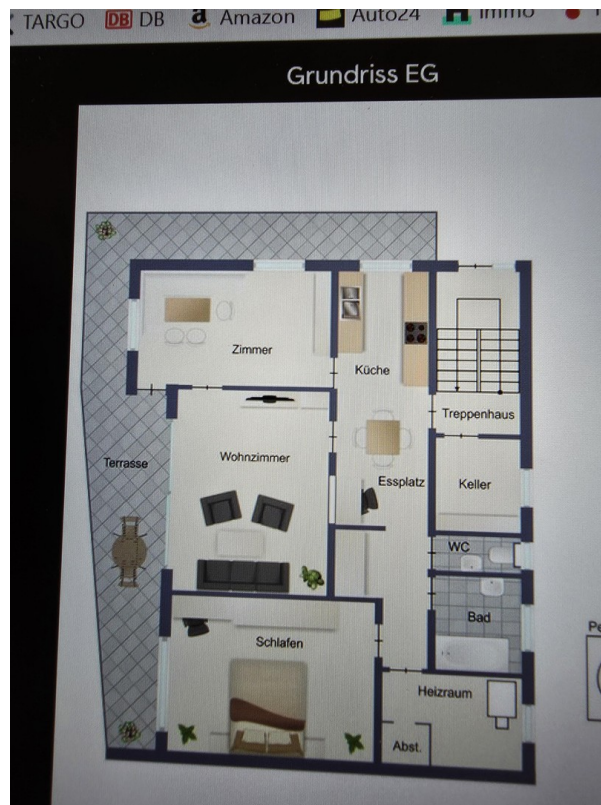 TARGO DB DB a Amazon Auto24 Immo
Grundriss EG
Zimmer
Küche
Treppenhaus
Terrasse
Wohnzimmer
Essplatz
Keller
WC
Bad
Schlafen
Heizraum
Abst.